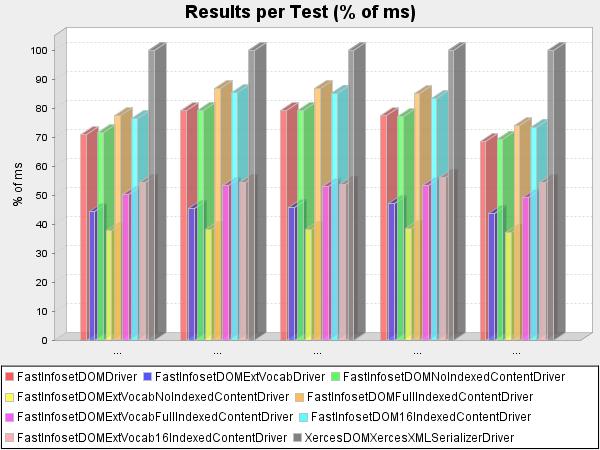 Results per Test (% of ms)
100
90
80
70
60
50
40
30
20
10
0
% of ms
... ... ... ... ...
FastInfosetDOMDriver FastInfosetDOMExtVocabDriver FastInfosetDOMNoIndexedContentDriver
FastInfosetDOMExtVocabNoIndexedContentDriver FastInfosetDOMFullIndexedContentDriver
FastInfosetDOMExtVocabFullIndexedContentDriver FastInfosetDOM16IndexedContentDriver
FastInfosetDOMExtVocab16IndexedContentDriver XercesDOMXercesXMLSerializerDriver